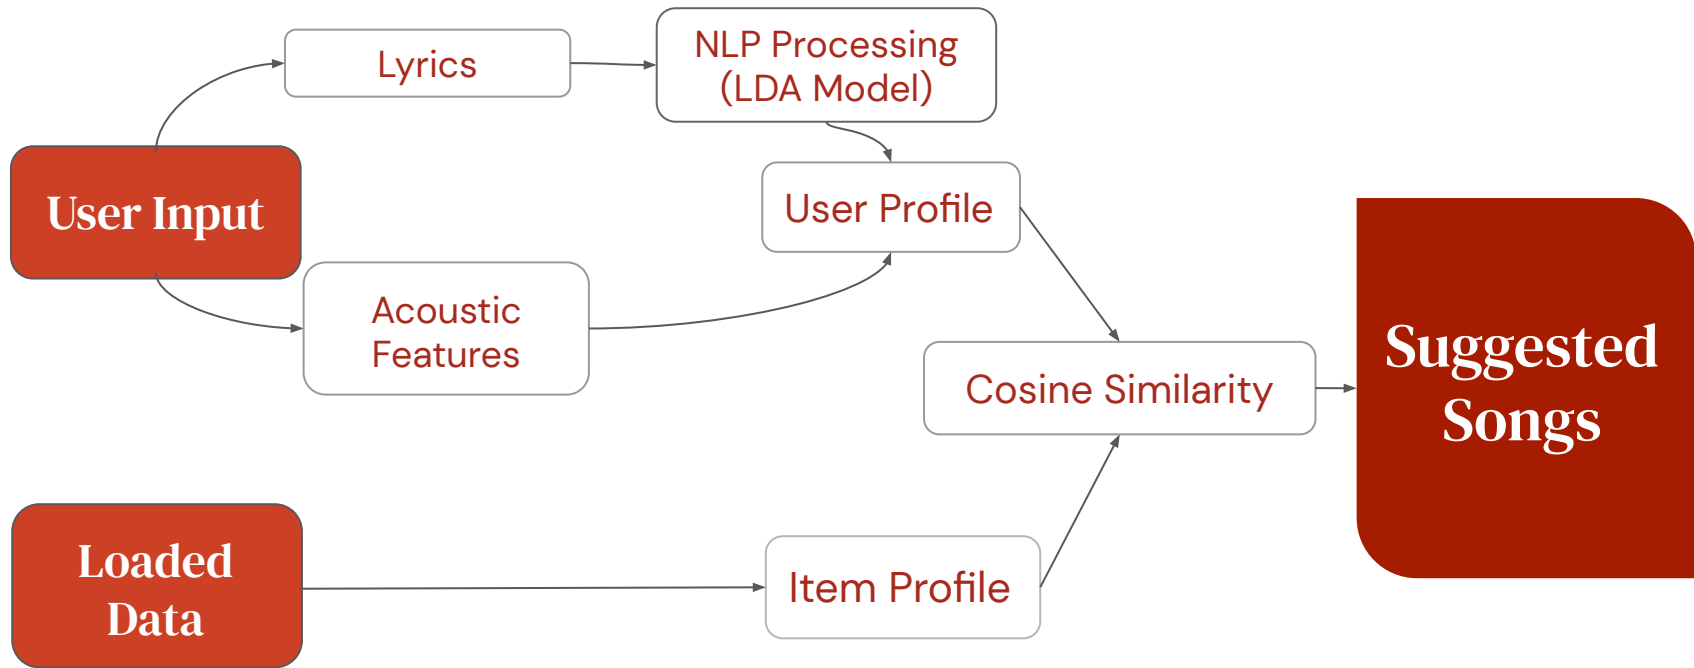 Lyrics
NLP Processing
(LDA Model)
User Input
User Profile
Acoustic
Features
Cosine Similarity
Suggested
Songs
Loaded
Data
Item Profile